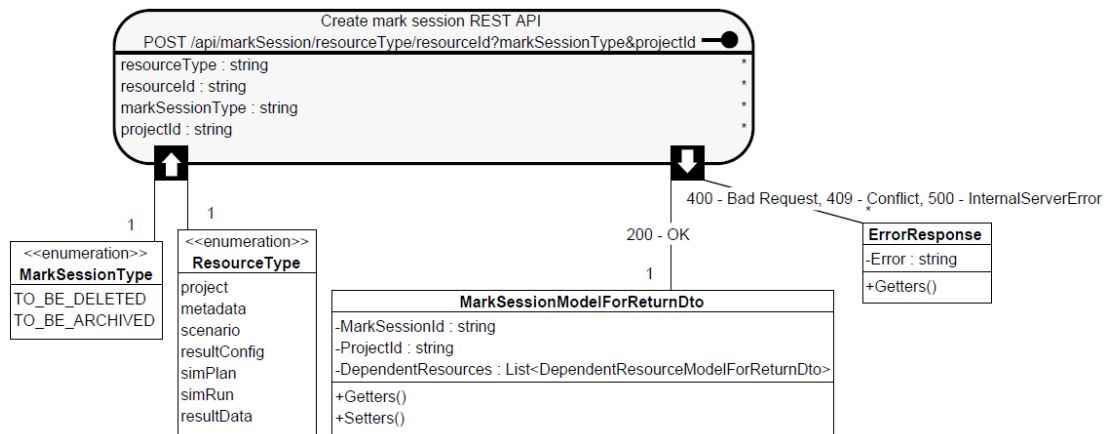 Create mark session REST API
POST /api/markSession/resourceType/resourceId?markSessionType&projectId
resourceType : string *
resourceId : string *
markSessionType : string *
projectId : string *
1
1
<<enumeration>>
MarkSessionType
TO_BE_DELETED
TO_BE_ARCHIVED
<<enumeration>>
ResourceType
project
metadata
scenario
resultConfig
simPlan
simRun
resultData
200 - OK
1
MarkSessionModelForReturnDto
-MarkSessionId : string
-ProjectId : string
-DependentResources : List<DependentResourceModelForReturnDto>
+Getters()
+Setters()
400 - Bad Request, 409 - Conflict, 500 - InternalServerError
*
ErrorResponse
-Error : string
+Getters()